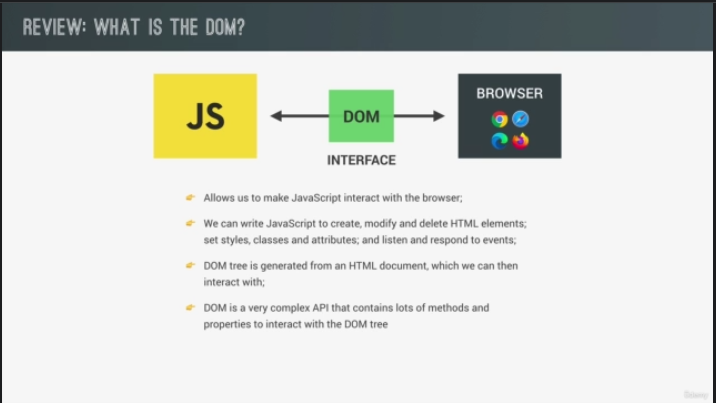 REVIEW: WHAT IS THE DOM?
JS
DOM
BROWSER
INTERFACE
Allows us to make JavaScript interact with the browser;
We can write JavaScript to create, modify and delete HTML elements;
set styles, classes and attributes; and listen and respond to events;
DOM tree is generated from an HTML document, which we can then
interact with;
DOM is a very complex API that contains lots of methods and
properties to interact with the DOM tree
Udemy